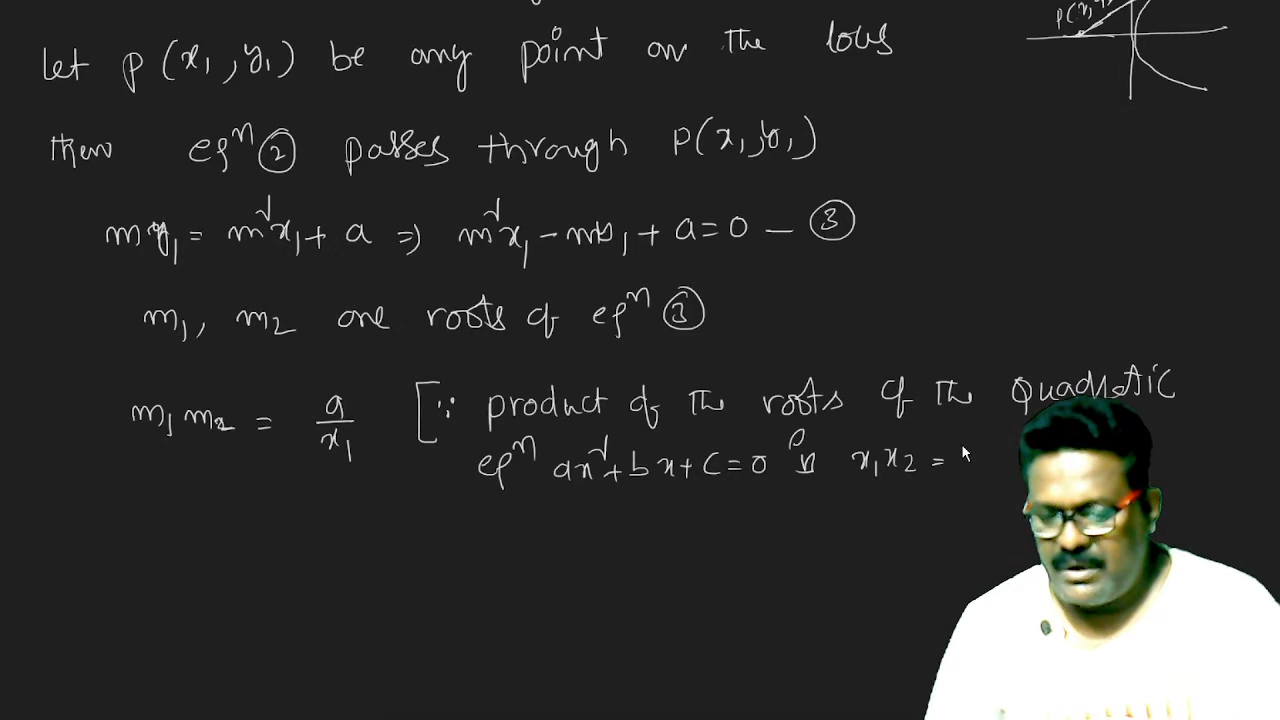 P(x,y,)
let P(x₁,y₁) be any point on the locus
then eqⁿ ② passes through P(x₁,y₁)
my₁ = m²x₁ + a ⇒ m²x₁ - my₁ + a = 0 - ③
m₁, m₂ are roots of eqⁿ ③
m₁m₂ = a/x₁ [∵ product of the roots of the quadratic
eqⁿ ax²+bx+c=0 is x₁x₂ =